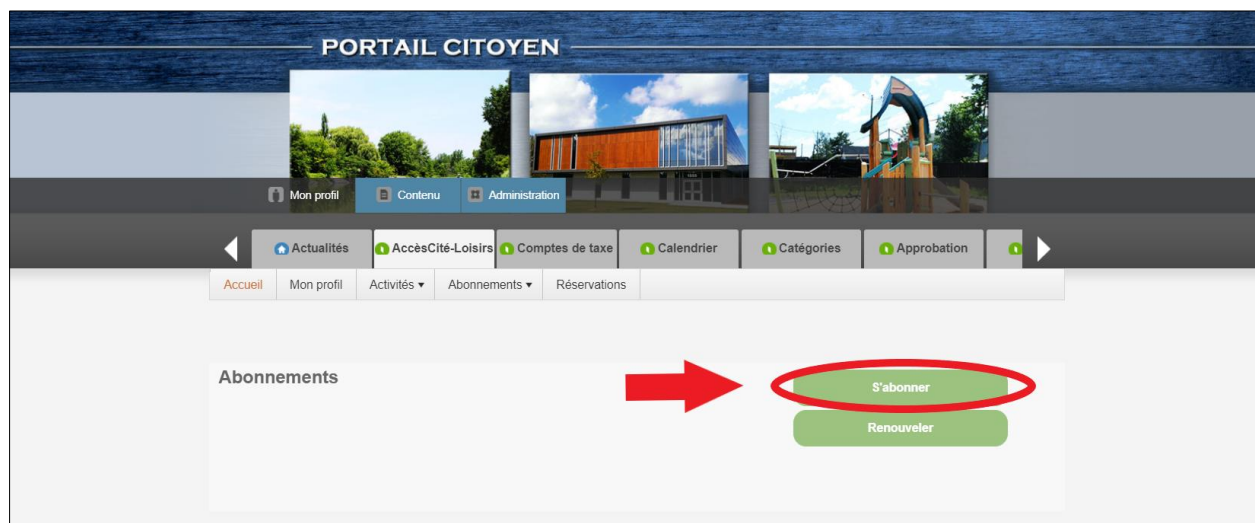 PORTAIL CITOYEN
Mon profil Contenu Administration
Actualités AccèsCité-Loisirs Comptes de taxe Calendrier Catégories Approbation
Accueil Mon profil Activités ▾ Abonnements ▾ Réservations
Abonnements
S'abonner
Renouveler